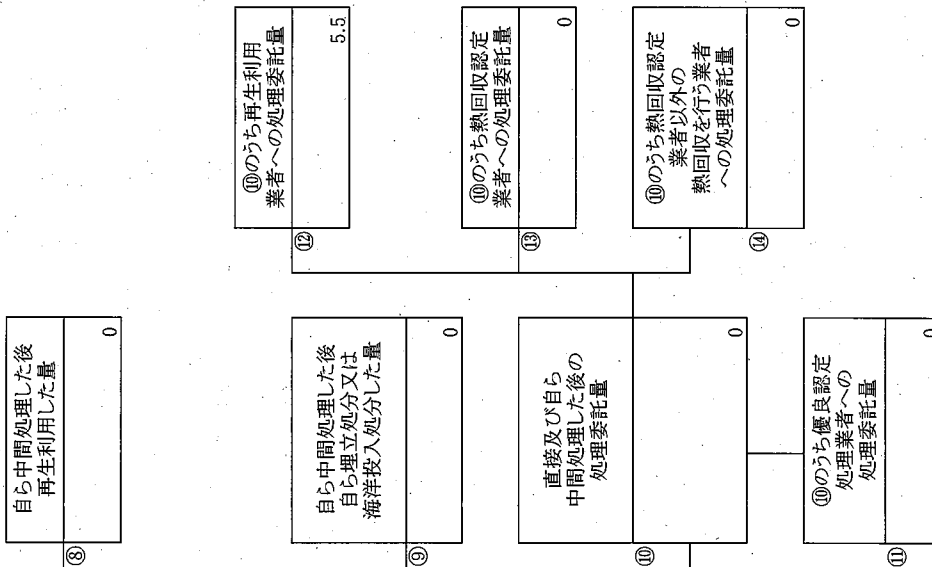 ⑧
自ら中間処理した後
再生利用した量
0
⑨
自ら中間処理した後
自ら埋立処分又は
海洋投入処分した量
0
⑩
直接及び自ら
中間処理した後の
処理委託量
0
⑪
⑩のうち優良認定
処理業者への
処理委託量
0
⑫
⑩のうち再生利用
業者への処理委託量
5.5
⑬
⑩のうち熱回収認定
業者への処理委託量
0
⑭
⑩のうち熱回収認定
業者以外の
熱回収を行う業者
への処理委託量
0